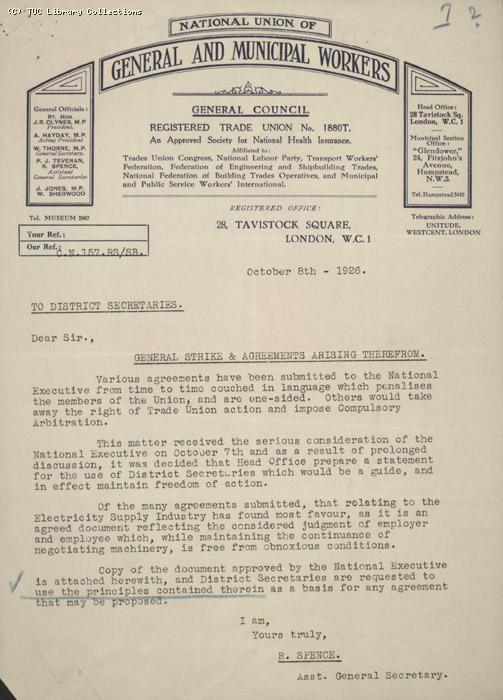 (C) TUC Library Collections
1 ?
NATIONAL UNION OF
GENERAL AND MUNICIPAL WORKERS
General Officials:
RT. HON.
J. R. CLYNES, M.P.
President.
A. HAYDAY, M.P.
Acting President.
W. THORNE, M.P.
General Secretary.
P. J. TEVENAN,
R. SPENCE,
Assistant
General Secretaries
J. JONES, M.P.
W. SHERWOOD
Tel. MUSEUM 2887
GENERAL COUNCIL
REGISTERED TRADE UNION No. 1880T.
An Approved Society for National Health Insurance.
Affiliated to:
Trades Union Congress, National Labour Party, Transport Workers'
Federation, Federation of Engineering and Shipbuilding Trades,
National Federation of Building Trades Operatives, and Municipal
and Public Service Workers' International.
Head Office:
28 Tavistock Sq.
London, W.C. 1
Municipal Section
Office:
"Glendower,"
24, Fitzjohn's
Avenue,
Hampstead,
N.W.3.
Tel. Hampstead 5045
Telegraphic Address:
UNITUDE,
WESTCENT, LONDON
Your Ref.:
Our Ref.: C.N.157.RS/SB.
REGISTERED OFFICE:
28, TAVISTOCK SQUARE,
LONDON, W.C. 1
October 8th - 1926.
TO DISTRICT SECRETARIES.
Dear Sir.,
GENERAL STRIKE & AGREEMENTS ARISING THEREFROM.
Various agreements have been submitted to the National
Executive from time to timo couched in language which penalises
the members of the Union, and are one-sided. Others would take
away the right of Trade Union action and impose Compulsory
Arbitration.
This matter received the serious consideration of the
National Executive on October 7th and as a result of prolonged
discussion, it was decided that Head Office prepare a statement
for the use of District Secretaries which would be a guide, and
in effect maintain freedom of action.
Of the many agreements submitted, that relating to the
Electricity Supply Industry has found most favour, as it is an
agreed document reflecting the considered judgment of employer
and employee which, while maintaining the continuance of
negotiating machinery, is free from obnoxious conditions.
Copy of the document approved by the National Executive
is attached herewith, and District Secretaries are requested to
use the principles contained therein as a basis for any agreement
that may be proposed.
I am,
Yours truly,
R. SPENCE.
Asst. General Secretary.